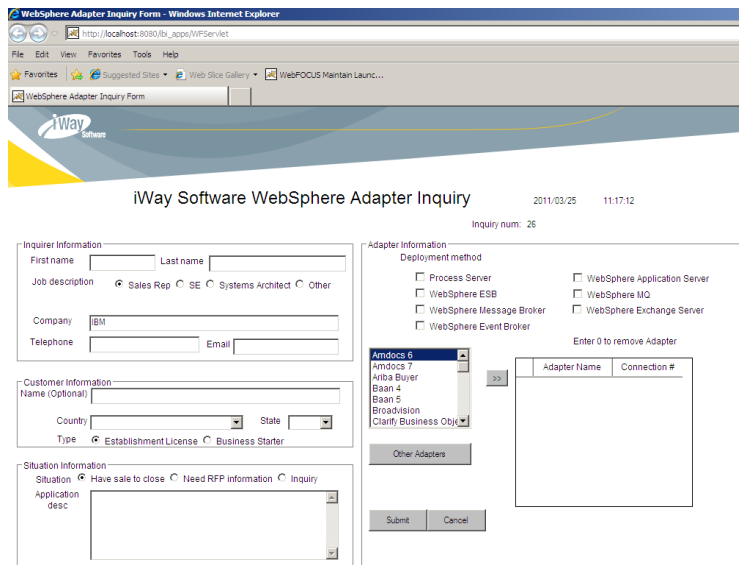 WebSphere Adapter Inquiry Form - Windows Internet Explorer
http://localhost:8080/ibi_apps/WFServlet
File Edit View Favorites Tools Help
Favorites Suggested Sites Web Slice Gallery WebFOCUS Maintain Launc...
WebSphere Adapter Inquiry Form
iWay
Software
iWay Software WebSphere Adapter Inquiry 2011/03/25 11:17:12
Inquiry num: 26
Inquirer Information
First name Last name
Job description Sales Rep SE Systems Architect Other
Company IBM
Telephone Email
Customer Information
Name (Optional)
Country State
Type Establishment License Business Starter
Situation Information
Situation Have sale to close Need RFP information Inquiry
Application
desc
Adapter Information
Deployment method
Process Server WebSphere Application Server
WebSphere ESB WebSphere MQ
WebSphere Message Broker WebSphere Exchange Server
WebSphere Event Broker
Enter 0 to remove Adapter
Amdocs 6
Amdocs 7
Ariba Buyer
Baan 4
Baan 5
Broadvision
Clarify Business Obje
>>
Adapter Name Connection #
Other Adapters
Submit Cancel